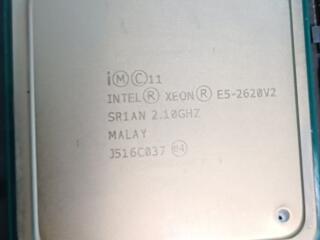 i Ⓜ Ⓒ 11
INTEL® XEON® E5-2620V2
SR1AN 2.10GHZ
MALAY
J516C037 e4